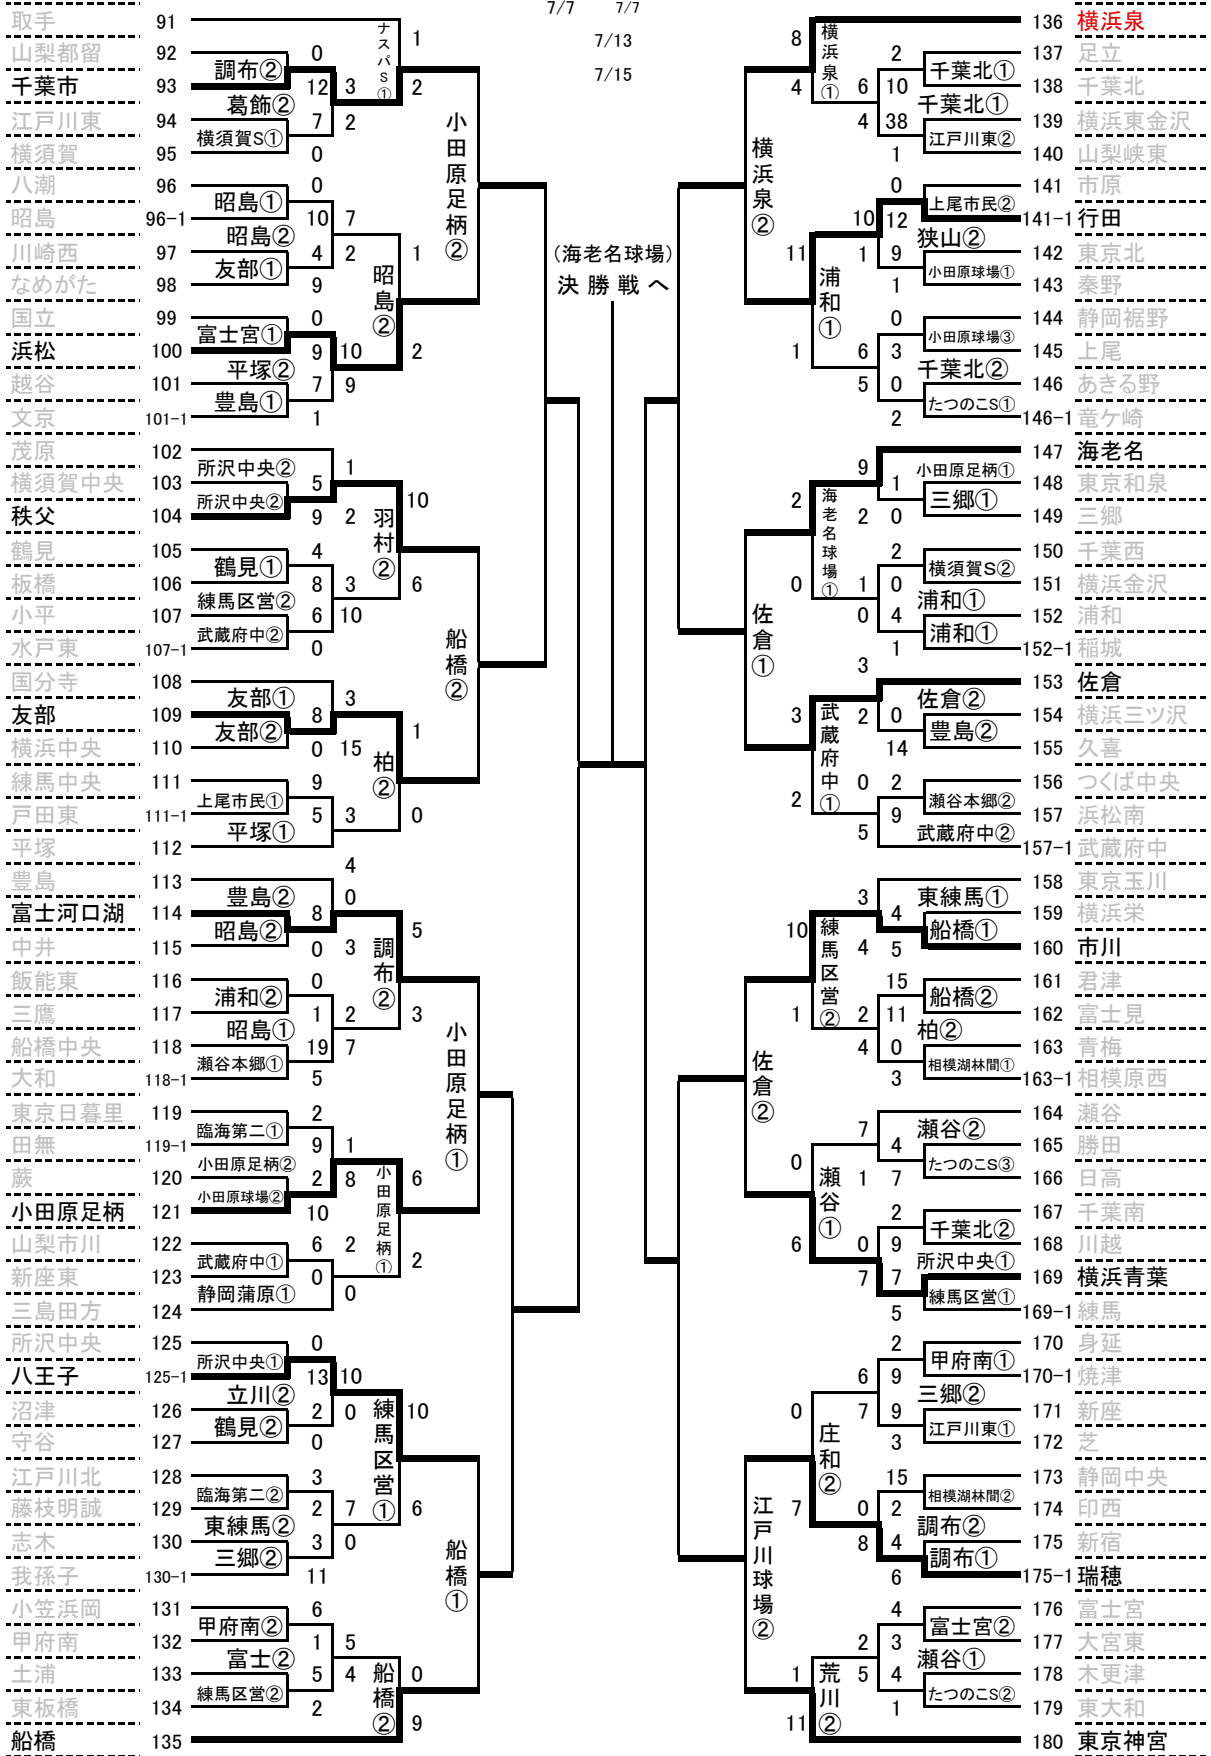 7/7 7/7
7/13
7/15
(海老名球場)
決勝戦へ
取手 91
山梨都留 92
千葉市 93
江戸川東 94
横須賀 95
八潮 96
昭島 96-1
川崎西 97
なめがた 98
国立 99
浜松 100
越谷 101
文京 101-1
茂原 102
横須賀中央 103
秩父 104
鶴見 105
板橋 106
小平 107
水戸東 107-1
国分寺 108
友部 109
横浜中央 110
練馬中央 111
戸田東 111-1
平塚 112
豊島 113
富士河口湖 114
中井 115
飯能東 116
三鷹 117
船橋中央 118
大和 118-1
東京日暮里 119
田無 119-1
蕨 120
小田原足柄 121
山梨市川 122
新座東 123
三島田方 124
所沢中央 125
八王子 125-1
沼津 126
守谷 127
江戸川北 128
藤枝明誠 129
志木 130
我孫子 130-1
小笠浜岡 131
甲府南 132
土浦 133
東板橋 134
船橋 135
0
調布②
12
葛飾②
7
横須賀S①
0
3
2
ナスパS①
1
2
0
昭島①
10
昭島②
4
友部①
9
7
2
0
富士宮①
9
平塚②
7
豊島①
1
10
9
昭島②
1
2
小田原足柄②
所沢中央②
5
所沢中央②
9
1
2
4
鶴見①
8
練馬区営②
6
武蔵府中②
0
3
10
羽村②
10
6
友部①
8
友部②
0
3
15
9
上尾市民①
5
平塚①
3
4
柏②
1
0
船橋②
豊島②
8
昭島②
0
0
3
0
浦和②
1
昭島①
19
瀬谷本郷①
5
2
7
調布②
5
3
2
臨海第二①
9
小田原足柄②
2
小田原球場②
10
1
8
6
武蔵府中①
0
静岡蒲原①
2
0
小田原足柄①
6
2
小田原足柄①
0
所沢中央①
13
立川②
2
鶴見②
0
10
0
3
臨海第二②
2
東練馬②
3
三郷②
11
7
0
練馬区営①
10
6
6
甲府南②
1
富士②
5
練馬区営②
2
5
4
船橋②
0
9
船橋①
136 横浜泉
137 足立
138 千葉北
139 横浜東金沢
140 山梨峡東
141 市原
141-1 行田
142 東京北
143 秦野
144 静岡裾野
145 上尾
146 あきる野
146-1 竜ケ崎
147 海老名
148 東京和泉
149 三郷
150 千葉西
151 横浜金沢
152 浦和
152-1 稲城
153 佐倉
154 横浜三ツ沢
155 久喜
156 つくば中央
157 浜松南
157-1 武蔵府中
158 東京玉川
159 横浜栄
160 市川
161 君津
162 富士見
163 青梅
163-1 相模原西
164 瀬谷
165 勝田
166 日高
167 千葉南
168 川越
169 横浜青葉
169-1 練馬
170 身延
170-1 焼津
171 新座
172 芝
173 静岡中央
174 印西
175 新宿
175-1 瑞穂
176 富士宮
177 大宮東
178 木更津
179 東大和
180 東京神宮
8
4
横浜泉①
6
4
2
千葉北①
10
千葉北①
38
江戸川東②
1
横浜泉②
11
1
浦和①
10
1
0
上尾市民②
12
狭山②
9
小田原球場①
1
6
5
0
小田原球場③
3
千葉北②
0
たつのこS①
2
2
0
海老名球場①
9
2
小田原足柄①
1
三郷①
0
1
0
2
横須賀S②
0
浦和①
4
浦和①
1
佐倉①
3
2
武蔵府中①
3
2
佐倉②
0
豊島②
14
0
5
2
瀬谷本郷②
9
武蔵府中②
10
1
練馬区営②
3
4
東練馬①
4
船橋①
5
2
4
15
船橋②
11
柏②
0
相模湖林間①
3
佐倉②
0
6
瀬谷①
7
1
瀬谷②
4
たつのこS③
7
0
7
2
千葉北②
9
所沢中央①
7
練馬区営①
5
0
7
庄和②
6
7
2
甲府南①
9
三郷②
9
江戸川東①
3
0
8
15
相模湖林間②
2
調布②
4
調布①
6
江戸川球場②
1
11
荒川②
2
5
4
富士宮②
3
瀬谷①
4
たつのこS②
1